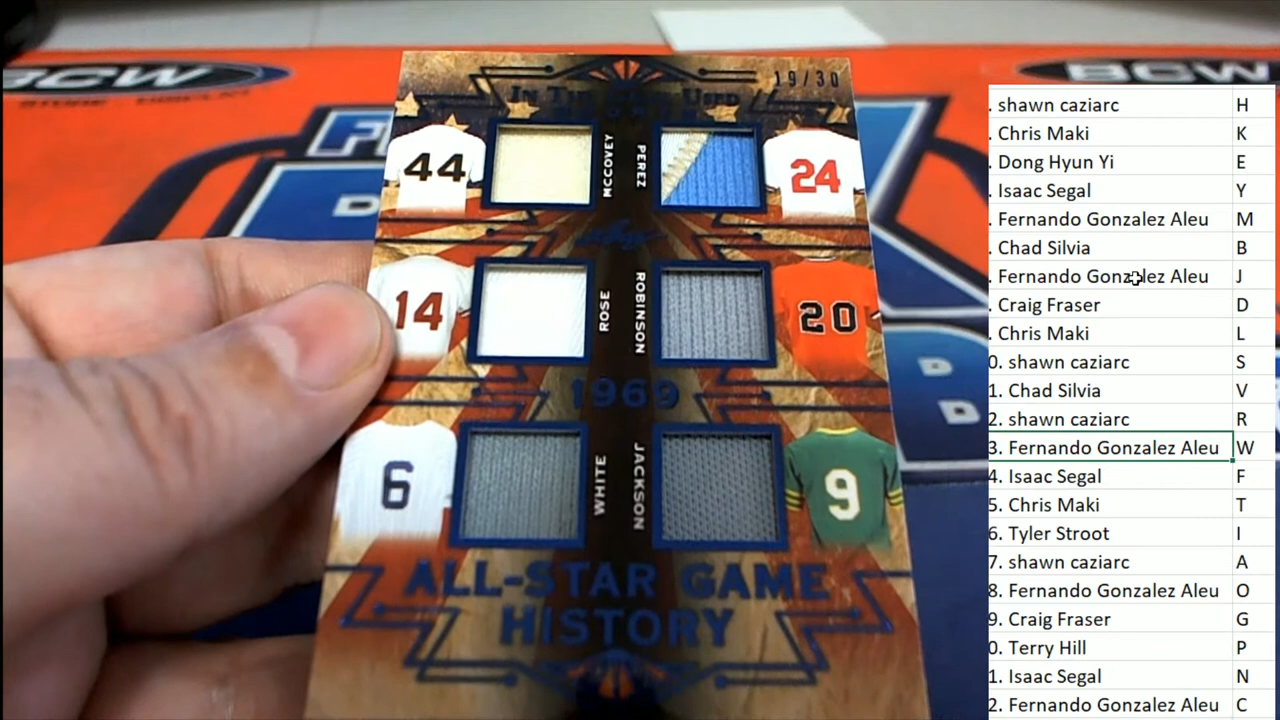 BCW
BCW
19/30
44
MCCOVEY
PEREZ
24
14
ROSE
ROBINSON
20
1969
6
WHITE
JACKSON
9
ALL-STAR GAME
HISTORY
. shawn caziarc H
. Chris Maki K
. Dong Hyun Yi E
. Isaac Segal Y
. Fernando Gonzalez Aleu M
. Chad Silvia B
. Fernando Gonzalez Aleu J
. Craig Fraser D
. Chris Maki L
0. shawn caziarc S
1. Chad Silvia V
2. shawn caziarc R
3. Fernando Gonzalez Aleu W
4. Isaac Segal F
5. Chris Maki T
6. Tyler Stroot I
7. shawn caziarc A
8. Fernando Gonzalez Aleu O
9. Craig Fraser G
0. Terry Hill P
1. Isaac Segal N
2. Fernando Gonzalez Aleu C